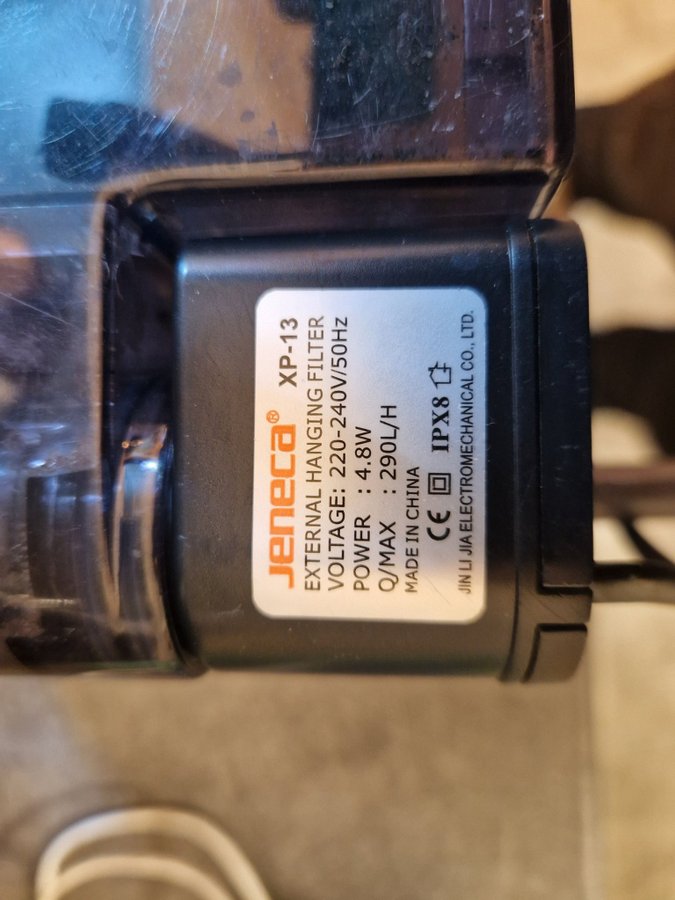 Jeneca® XP-13
EXTERNAL HANGING FILTER
VOLTAGE: 220-240V/50Hz
POWER : 4.8W
Q/MAX : 290L/H
MADE IN CHINA
CE IPX8
JIN LI JIA ELECTROMECHANICAL CO., LTD.